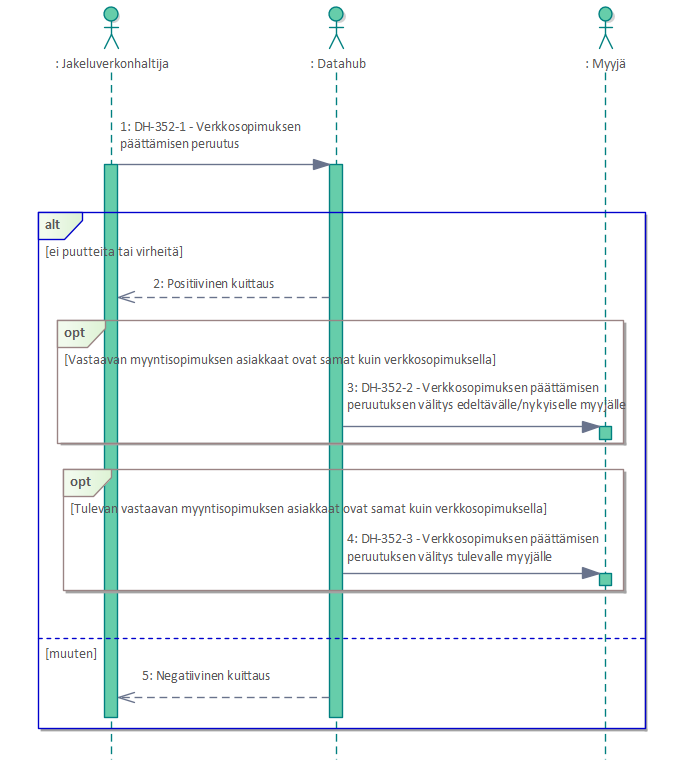 : Jakeluverkonhaltija
: Datahub
: Myyjä
1: DH-352-1 - Verkkosopimuksen
päättämisen peruutus
alt
[ei puutteita tai virheitä]
2: Positiivinen kuittaus
opt
[Vastaavan myyntisopimuksen asiakkaat ovat samat kuin verkkosopimuksella]
3: DH-352-2 - Verkkosopimuksen päättämisen
peruutuksen välitys edeltävälle/nykyiselle myyjälle
opt
[Tulevan vastaavan myyntisopimuksen asiakkaat ovat samat kuin verkkosopimuksella]
4: DH-352-3 - Verkkosopimuksen päättämisen
peruutuksen välitys tulevalle myyjälle
[muuten]
5: Negatiivinen kuittaus